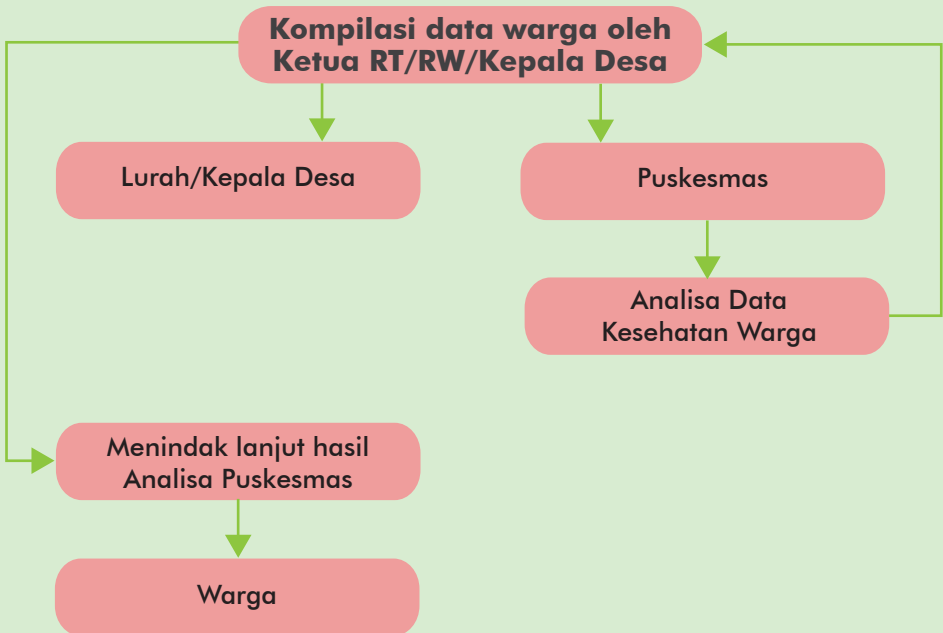 Kompilasi data warga oleh
Ketua RT/RW/Kepala Desa
Lurah/Kepala Desa
Puskesmas
Analisa Data
Kesehatan Warga
Menindak lanjut hasil
Analisa Puskesmas
Warga